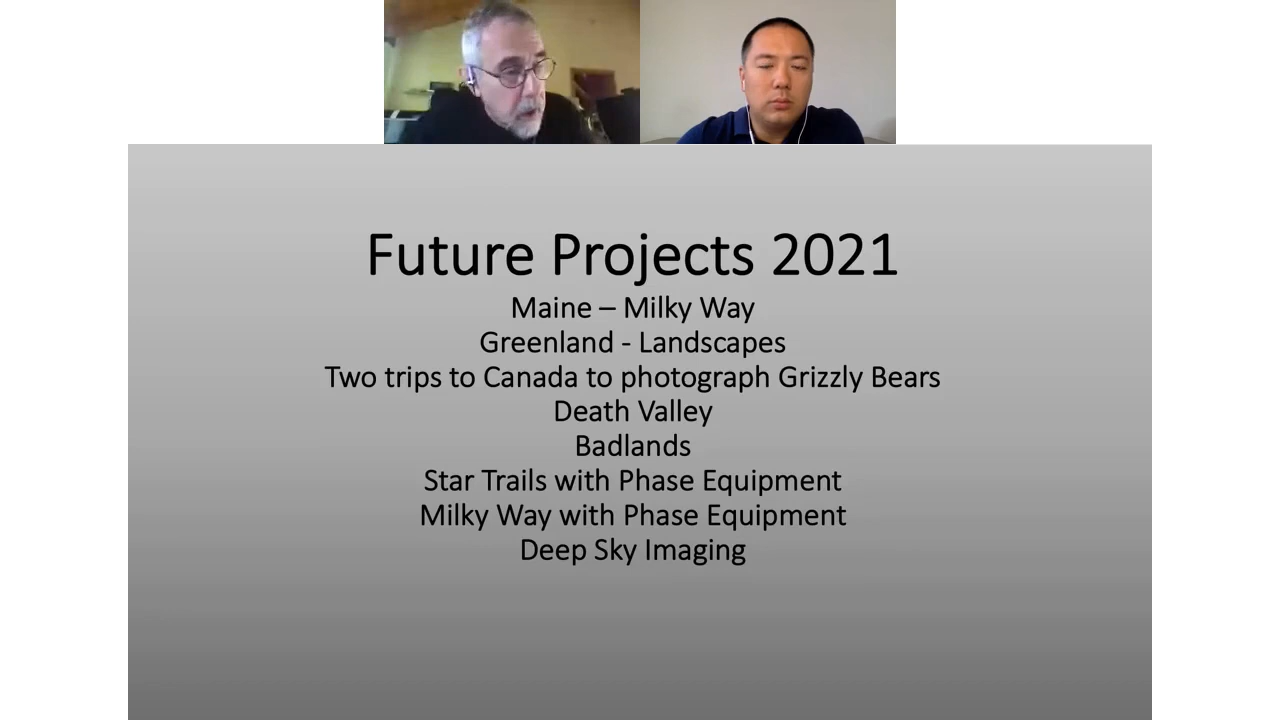 Future Projects 2021
Maine – Milky Way
Greenland - Landscapes
Two trips to Canada to photograph Grizzly Bears
Death Valley
Badlands
Star Trails with Phase Equipment
Milky Way with Phase Equipment
Deep Sky Imaging